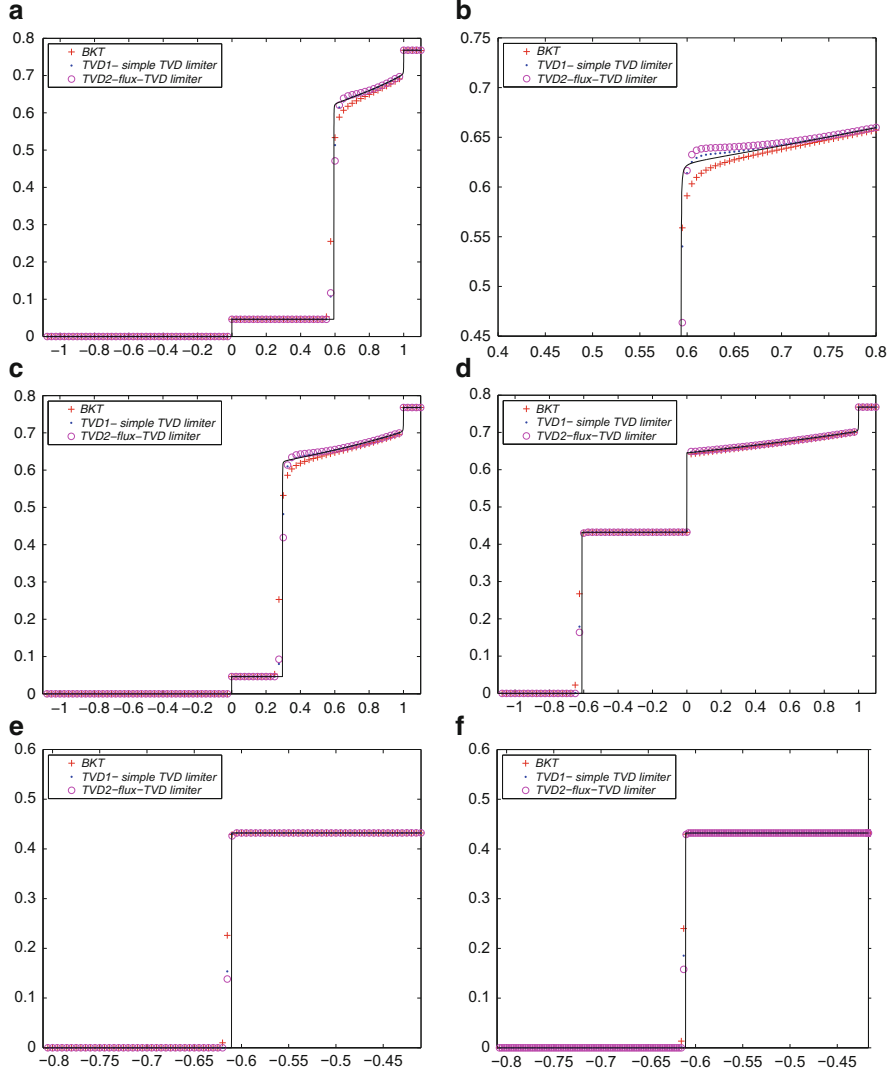 a
BKT
TVD1− simple TVD limiter
TVD2−flux−TVD limiter
0.8
0.7
0.6
0.5
0.4
0.3
0.2
0.1
0
−1 −0.8 −0.6 −0.4 −0.2 0 0.2 0.4 0.6 0.8 1
b
BKT
TVD1− simple TVD limiter
TVD2−flux−TVD limiter
0.75
0.7
0.65
0.6
0.55
0.5
0.45
0.4 0.45 0.5 0.55 0.6 0.65 0.7 0.75 0.8
c
BKT
TVD1− simple TVD limiter
TVD2−flux−TVD limiter
0.8
0.7
0.6
0.5
0.4
0.3
0.2
0.1
0
−1 −0.8 −0.6 −0.4 −0.2 0 0.2 0.4 0.6 0.8 1
d
BKT
TVD1− simple TVD limiter
TVD2−flux−TVD limiter
0.8
0.7
0.6
0.5
0.4
0.3
0.2
0.1
0
−1 −0.8 −0.6 −0.4 −0.2 0 0.2 0.4 0.6 0.8 1
e
BKT
TVD1− simple TVD limiter
TVD2−flux−TVD limiter
0.6
0.5
0.4
0.3
0.2
0.1
0
−0.8 −0.75 −0.7 −0.65 −0.6 −0.55 −0.5 −0.45
f
BKT
TVD1− simple TVD limiter
TVD2−flux−TVD limiter
0.6
0.5
0.4
0.3
0.2
0.1
0
−0.8 −0.75 −0.7 −0.65 −0.6 −0.55 −0.5 −0.45